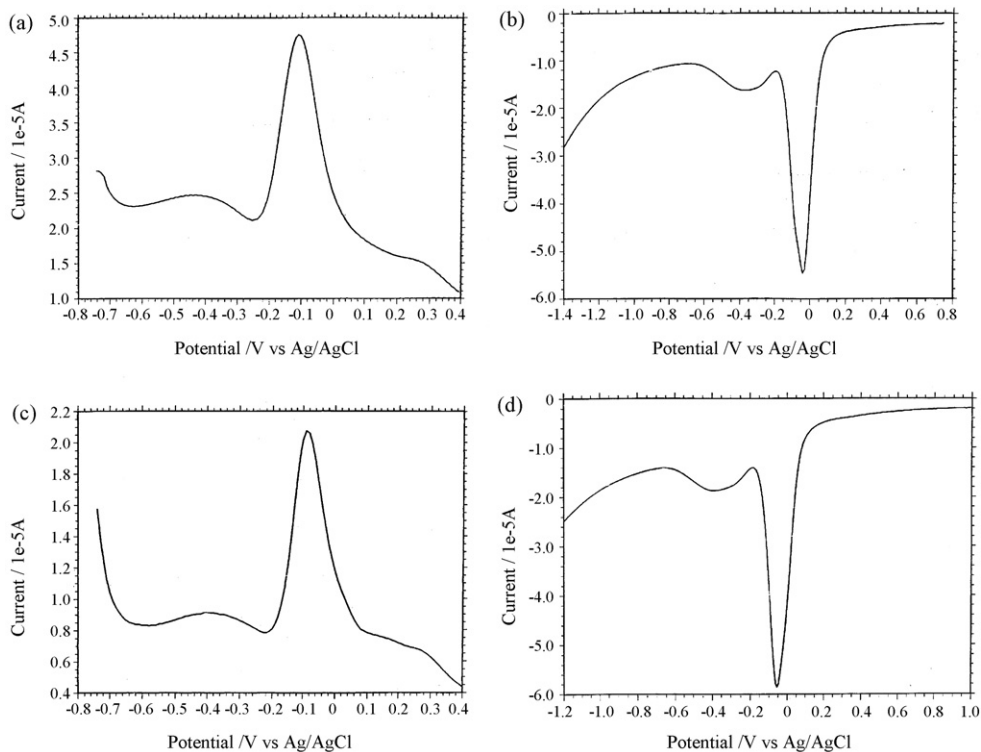 (a)
5.0
4.5
4.0
3.5
3.0
2.5
2.0
1.5
1.0
Current / 1e-5A
-0.8 -0.7 -0.6 -0.5 -0.4 -0.3 -0.2 -0.1 0 0.1 0.2 0.3 0.4
Potential /V vs Ag/AgCl
(b)
0
-1.0
-2.0
-3.0
-4.0
-5.0
-6.0
Current / 1e-5A
-1.4 -1.2 -1.0 -0.8 -0.6 -0.4 -0.2 0 0.2 0.4 0.6 0.8
Potential /V vs Ag/AgCl
(c)
2.2
2.0
1.8
1.6
1.4
1.2
1.0
0.8
0.6
0.4
Current / 1e-5A
-0.8 -0.7 -0.6 -0.5 -0.4 -0.3 -0.2 -0.1 0 0.1 0.2 0.3 0.4
Potential /V vs Ag/AgCl
(d)
0
-1.0
-2.0
-3.0
-4.0
-5.0
-6.0
Current / 1e-5A
-1.2 -1.0 -0.8 -0.6 -0.4 -0.2 0 0.2 0.4 0.6 0.8 1.0
Potential /V vs Ag/AgCl